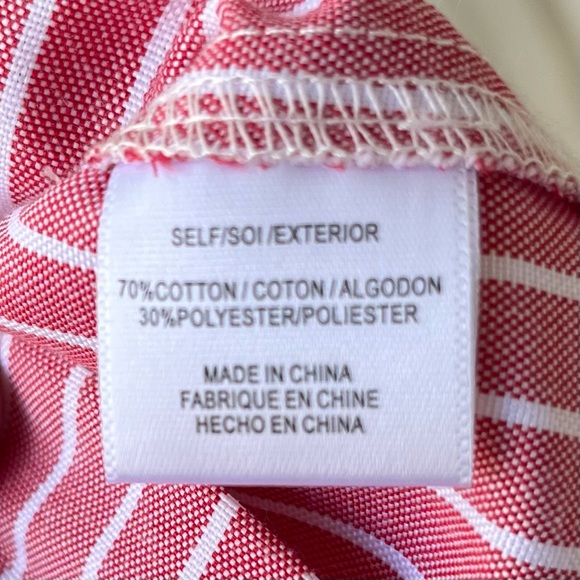 SELF/SOI/EXTERIOR
70%COTTON/COTON/ALGODON
30%POLYESTER/POLIESTER
MADE IN CHINA
FABRIQUE EN CHINE
HECHO EN CHINA